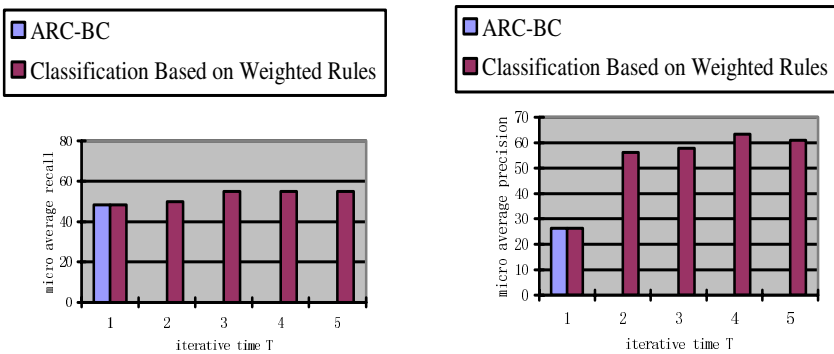 ARC-BC
Classification Based on Weighted Rules
micro average recall
80
60
40
20
0
1 2 3 4 5
iterative time T
ARC-BC
Classification Based on Weighted Rules
micro average precision
70
60
50
40
30
20
10
0
1 2 3 4 5
iterative time T